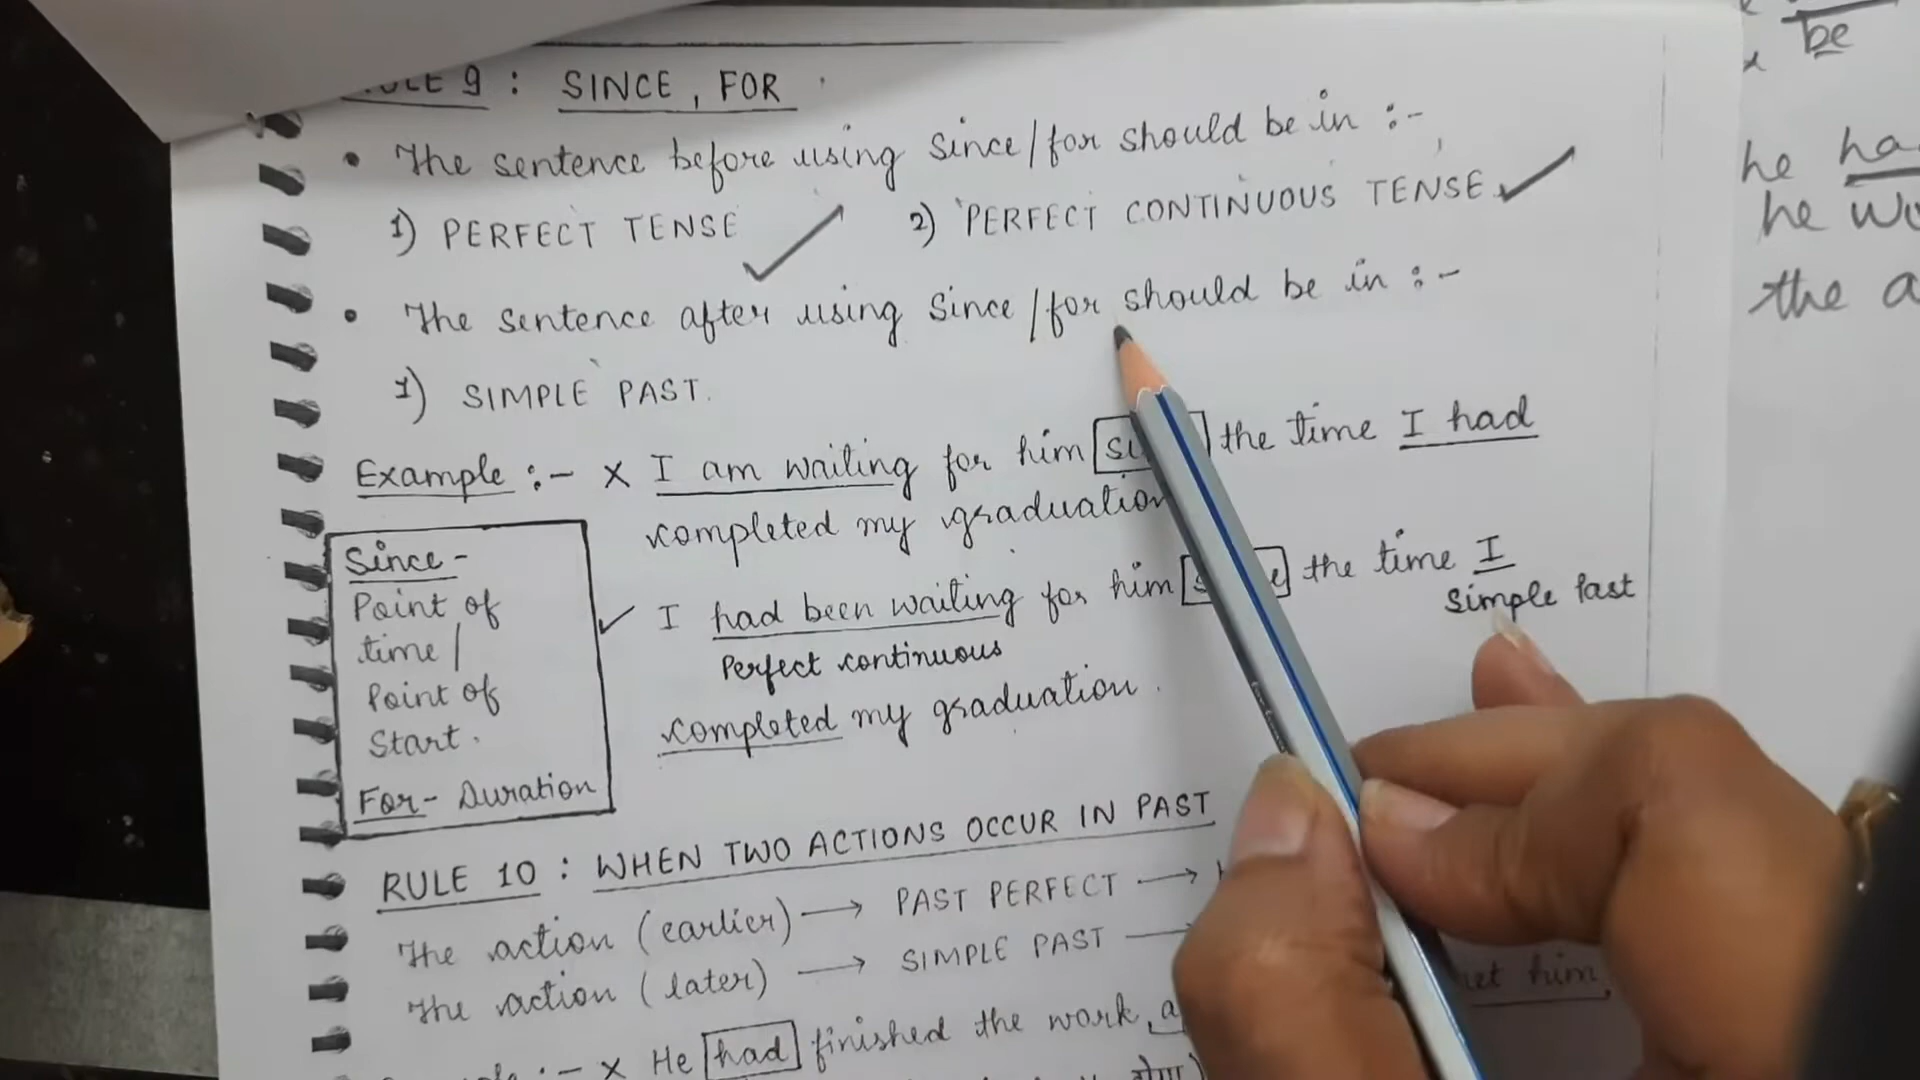 9 : SINCE, FOR
• The sentence before using since/for should be in :-
1) PERFECT TENSE 2) PERFECT CONTINUOUS TENSE
• The sentence after using since/for should be in :-
1) SIMPLE PAST.
Example :- × I am waiting for him the time I had
completed my graduation
✓ I had been waiting for him the time I
Simple Past
Perfect continuous
completed my graduation.
Since -
Point of
time/
Point of
Start.
For - Duration
RULE 10 : WHEN TWO ACTIONS OCCUR IN PAST
The action (earlier) → PAST PERFECT →
The action (later) → SIMPLE PAST →
him,
:- × He had finished the work,
be
he
he
the